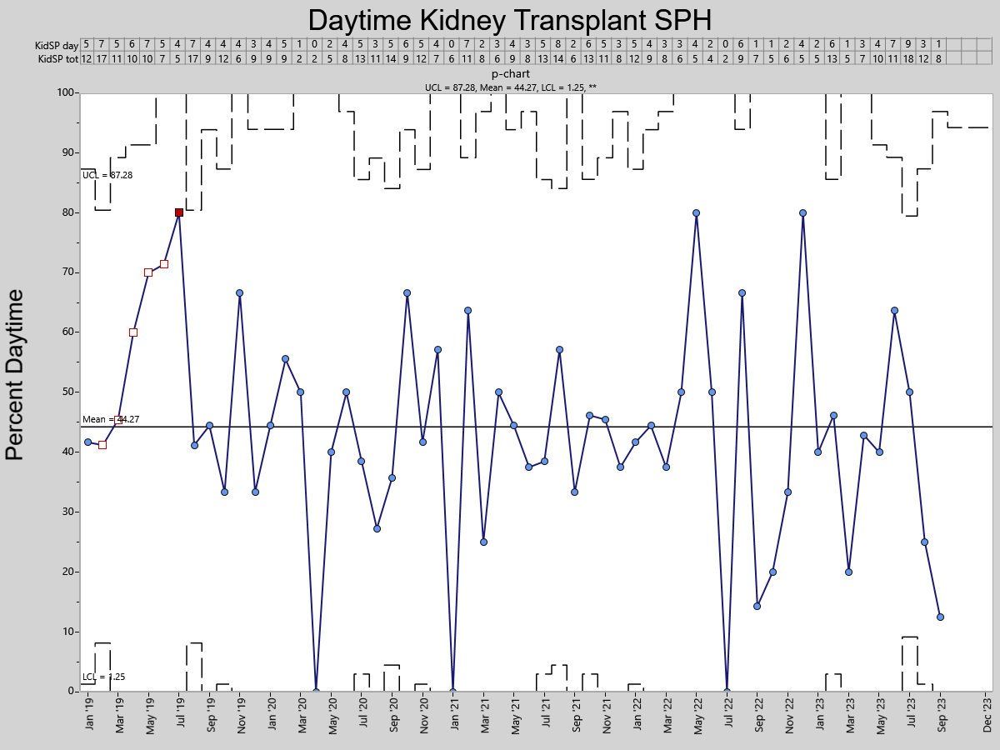 Daytime Kidney Transplant SPH
KidSP day 5 7 5 6 7 5 4 7 4 4 4 3 4 5 1 0 2 4 5 3 5 6 5 4 0 7 2 3 4 3 5 8 2 6 5 3 5 4 3 2 4 2 0 6 1 1 2 4 2 6 1 3 4 7 9 3 1
KidSP tot 12 17 11 10 10 7 5 17 9 12 6 9 9 9 2 2 5 8 13 11 14 9 12 7 6 11 8 6 9 8 13 14 6 13 11 8 12 9 8 6 5 4 2 9 7 5 6 5 5 13 5 7 10 11 18 12 8
p-chart
UCL = 87.28, Mean = 44.27, LCL = 1.25, **
Percent Daytime
100
90
80
70
60
50
40
30
20
10
0
UCL = 87.28
Mean = 44.27
LCL = 1.25
Jan '19 Mar '19 May '19 Jul '19 Sep '19 Nov '19 Jan '20 Mar '20 May '20 Jul '20 Sep '20 Nov '20 Jan '21 Mar '21 May '21 Jul '21 Sep '21 Nov '21 Jan '22 Mar '22 May '22 Jul '22 Sep '22 Nov '22 Jan '23 Mar '23 May '23 Jul '23 Sep '23 Dec '23